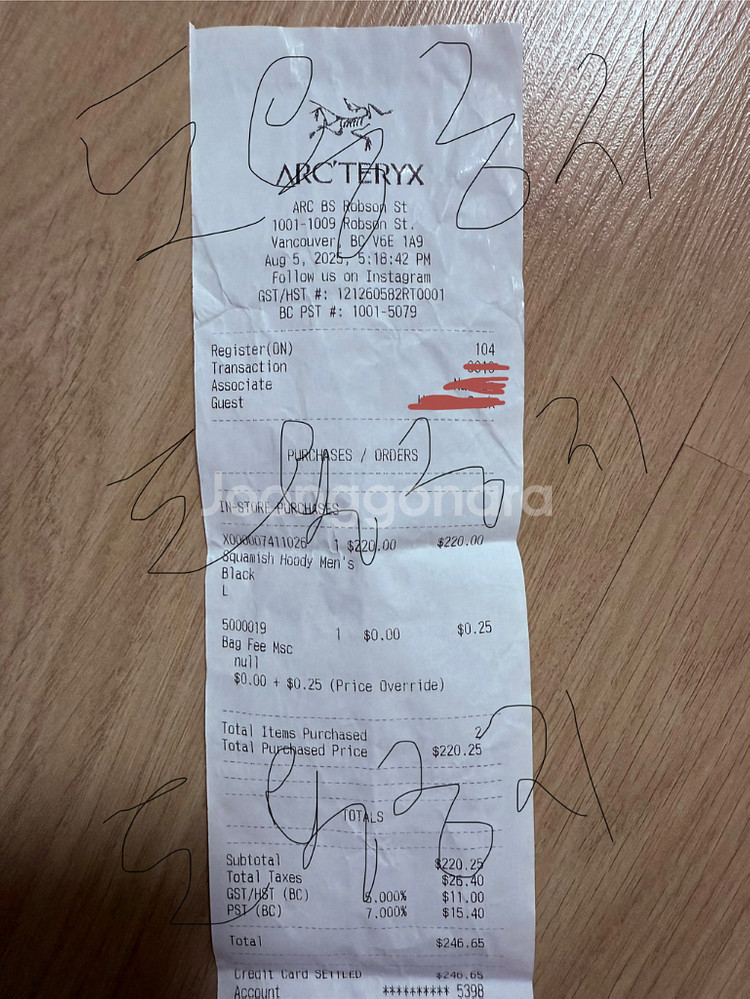 ARC'TERYX
ARC BS Robson St
1001-1009 Robson St.
Vancouver, BC V6E 1A9
Aug 5, 2025, 5:18:42 PM
Follow us on Instagram
GST/HST #: 121260582RT0001
BC PST #: 1001-5079
Register(ON) 104
Transaction
Associate
Guest
PURCHASES / ORDERS
Joonggonara
IN-STORE PURCHASES
X000007411026 1 $220.00 $220.00
Squamish Hoody Men's
Black
L
5000019 1 $0.00 $0.25
Bag Fee Msc
null
$0.00 + $0.25 (Price Override)
Total Items Purchased 2
Total Purchased Price $220.25
TOTALS
Subtotal $220.25
Total Taxes $26.40
GST/HST (BC) 5.000% $11.00
PST (BC) 7.000% $15.40
Total $246.65
Credit Card SETTLED $246.65
Account ********** 5398